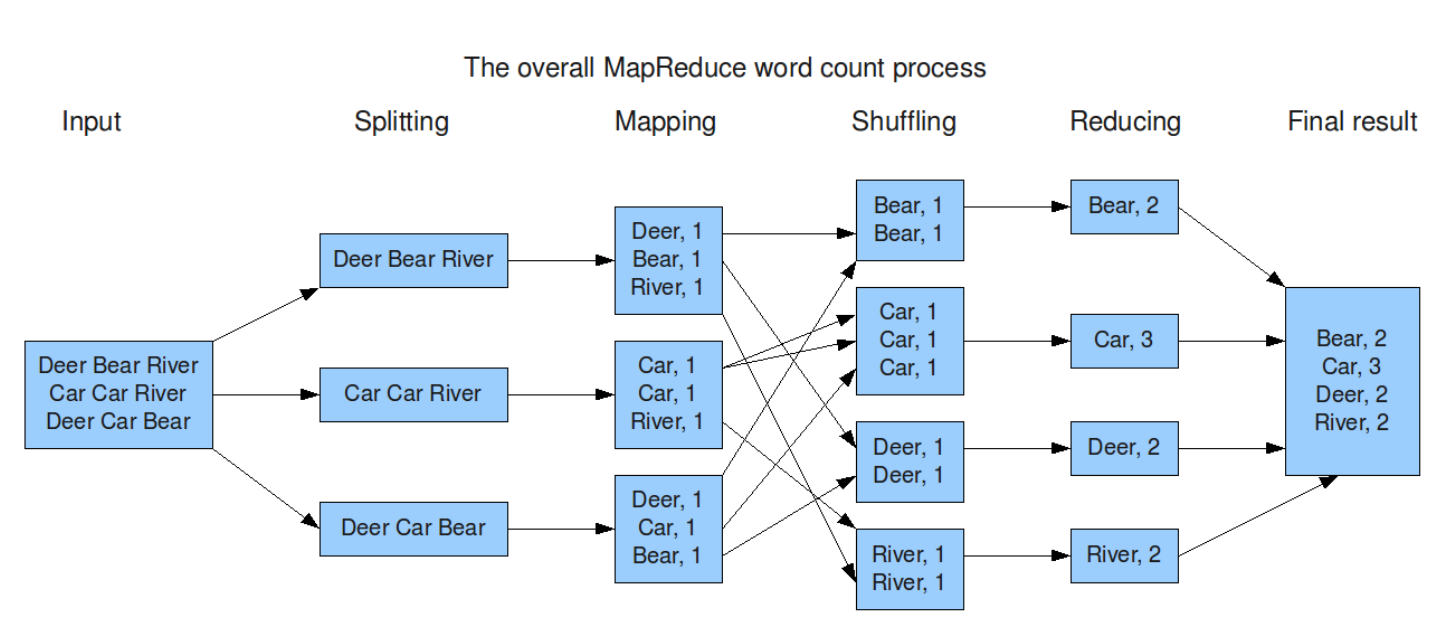 The overall MapReduce word count process
Input
Splitting
Mapping
Shuffling
Reducing
Final result
Deer Bear River
Car Car River
Deer Car Bear
Deer Bear River
Car Car River
Deer Car Bear
Deer, 1
Bear, 1
River, 1
Car, 1
Car, 1
River, 1
Deer, 1
Car, 1
Bear, 1
Bear, 1
Bear, 1
Car, 1
Car, 1
Car, 1
Deer, 1
Deer, 1
River, 1
River, 1
Bear, 2
Car, 3
Deer, 2
River, 2
Bear, 2
Car, 3
Deer, 2
River, 2